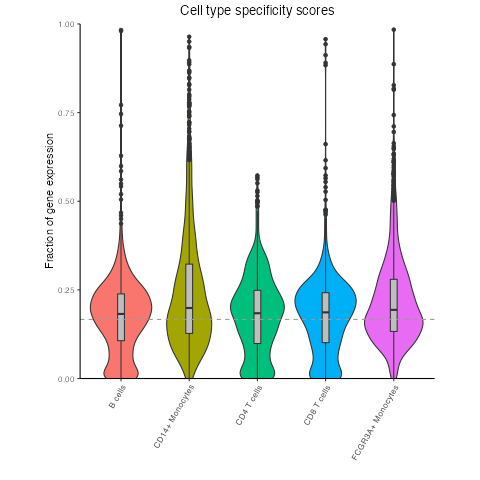 Cell type specificity scores
Fraction of gene expression
1.00
0.75
0.50
0.25
0.00
B cells
CD14+ Monocytes
CD4 T cells
CD8 T cells
FCGR3A+ Monocytes